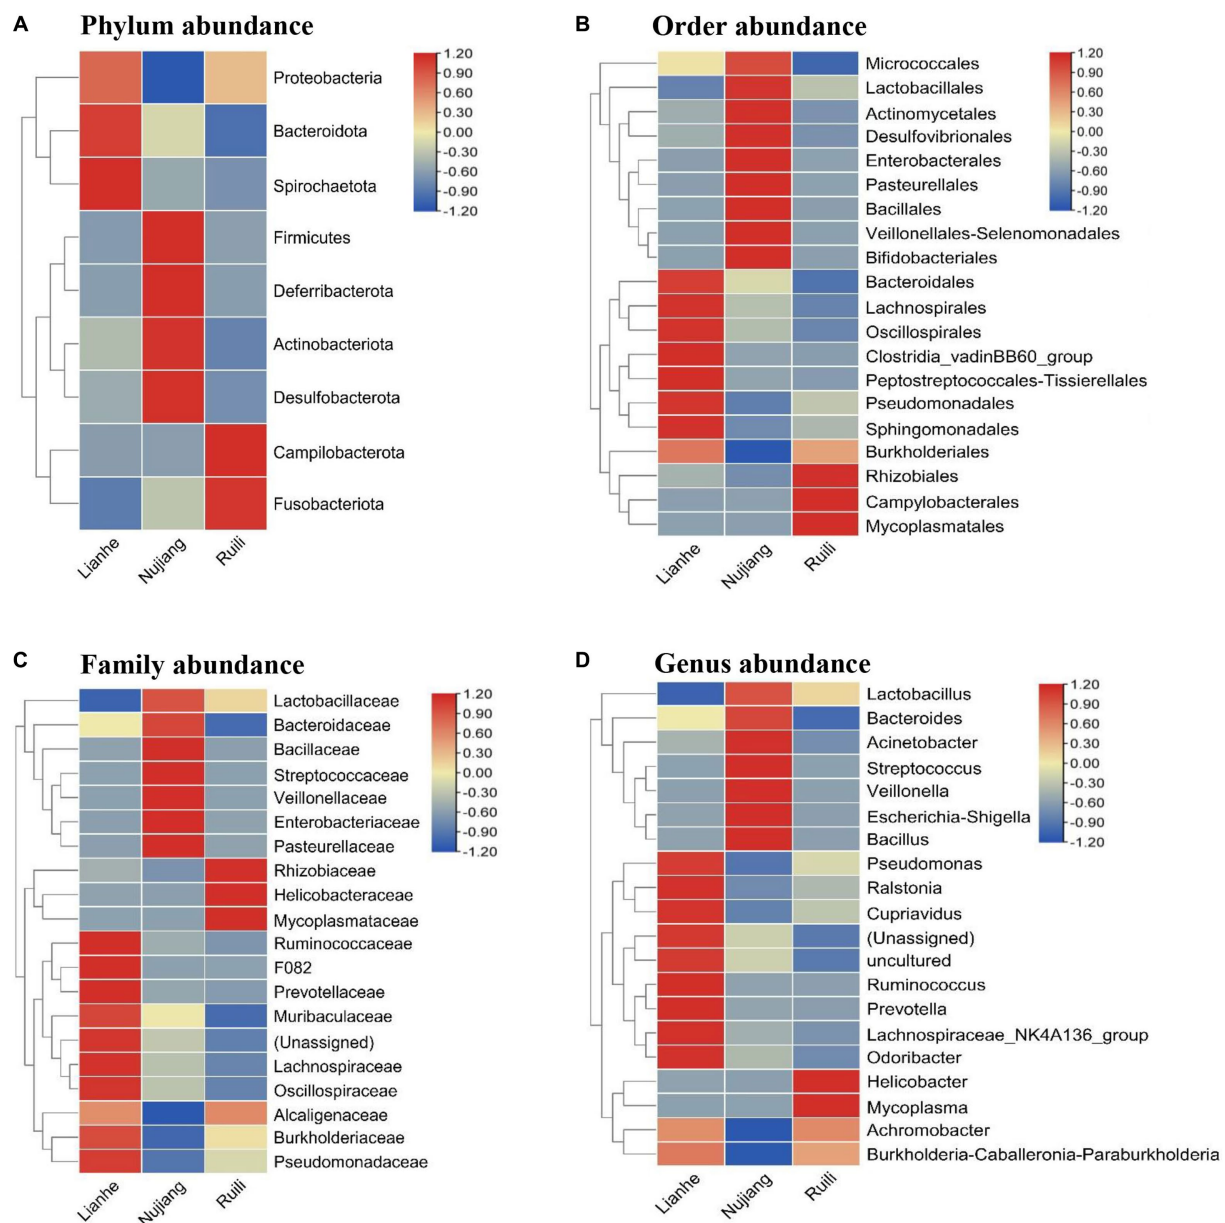 A Phylum abundance
1.20
0.90
0.60
0.30
0.00
-0.30
-0.60
-0.90
-1.20
Proteobacteria
Bacteroidota
Spirochaetota
Firmicutes
Deferribacterota
Actinobacteriota
Desulfobacterota
Campilobacterota
Fusobacteriota
Lianhe Nujiang Ruili
B Order abundance
1.20
0.90
0.60
0.30
0.00
-0.30
-0.60
-0.90
-1.20
Micrococcales
Lactobacillales
Actinomycetales
Desulfovibrionales
Enterobacterales
Pasteurellales
Bacillales
Veillonellales-Selenomonadales
Bifidobacteriales
Bacteroidales
Lachnospirales
Oscillospirales
Clostridia_vadinBB60_group
Peptostreptococcales-Tissierellales
Pseudomonadales
Sphingomonadales
Burkholderiales
Rhizobiales
Campylobacterales
Mycoplasmatales
Lianhe Nujiang Ruili
C Family abundance
1.20
0.90
0.60
0.30
0.00
-0.30
-0.60
-0.90
-1.20
Lactobacillaceae
Bacteroidaceae
Bacillaceae
Streptococcaceae
Veillonellaceae
Enterobacteriaceae
Pasteurellaceae
Rhizobiaceae
Helicobacteraceae
Mycoplasmataceae
Ruminococcaceae
F082
Prevotellaceae
Muribaculaceae
(Unassigned)
Lachnospiraceae
Oscillospiraceae
Alcaligenaceae
Burkholderiaceae
Pseudomonadaceae
Lianhe Nujiang Ruili
D Genus abundance
1.20
0.90
0.60
0.30
0.00
-0.30
-0.60
-0.90
-1.20
Lactobacillus
Bacteroides
Acinetobacter
Streptococcus
Veillonella
Escherichia-Shigella
Bacillus
Pseudomonas
Ralstonia
Cupriavidus
(Unassigned)
uncultured
Ruminococcus
Prevotella
Lachnospiraceae_NK4A136_group
Odoribacter
Helicobacter
Mycoplasma
Achromobacter
Burkholderia-Caballeronia-Paraburkholderia
Lianhe Nujiang Ruili